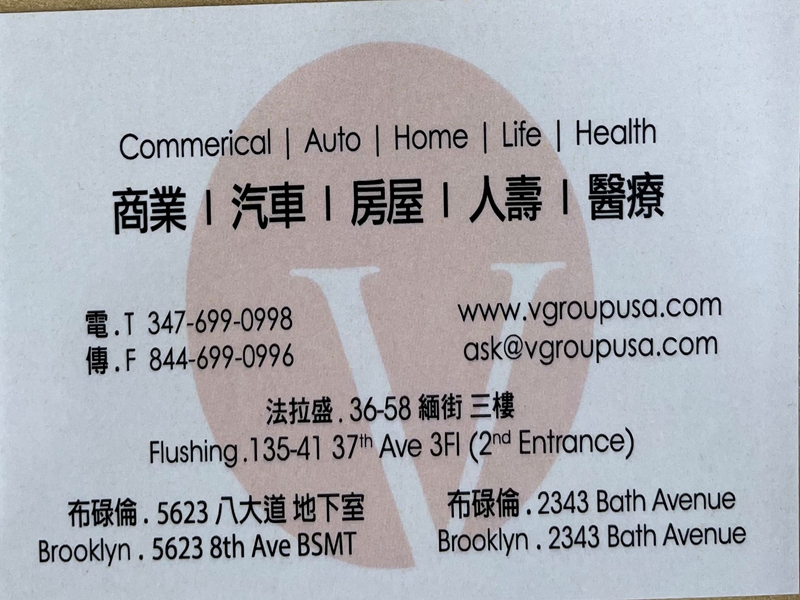 Commerical | Auto | Home | Life | Health
商業 | 汽車 | 房屋 | 人壽 | 醫療
電.T 347-699-0998
傳.F 844-699-0996
www.vgroupusa.com
ask@vgroupusa.com
法拉盛. 36-58 緬街 三樓
Flushing.135-41 37th Ave 3Fl (2nd Entrance)
布碌倫. 5623 八大道 地下室
Brooklyn . 5623 8th Ave BSMT
布碌倫. 2343 Bath Avenue
Brooklyn . 2343 Bath Avenue
V